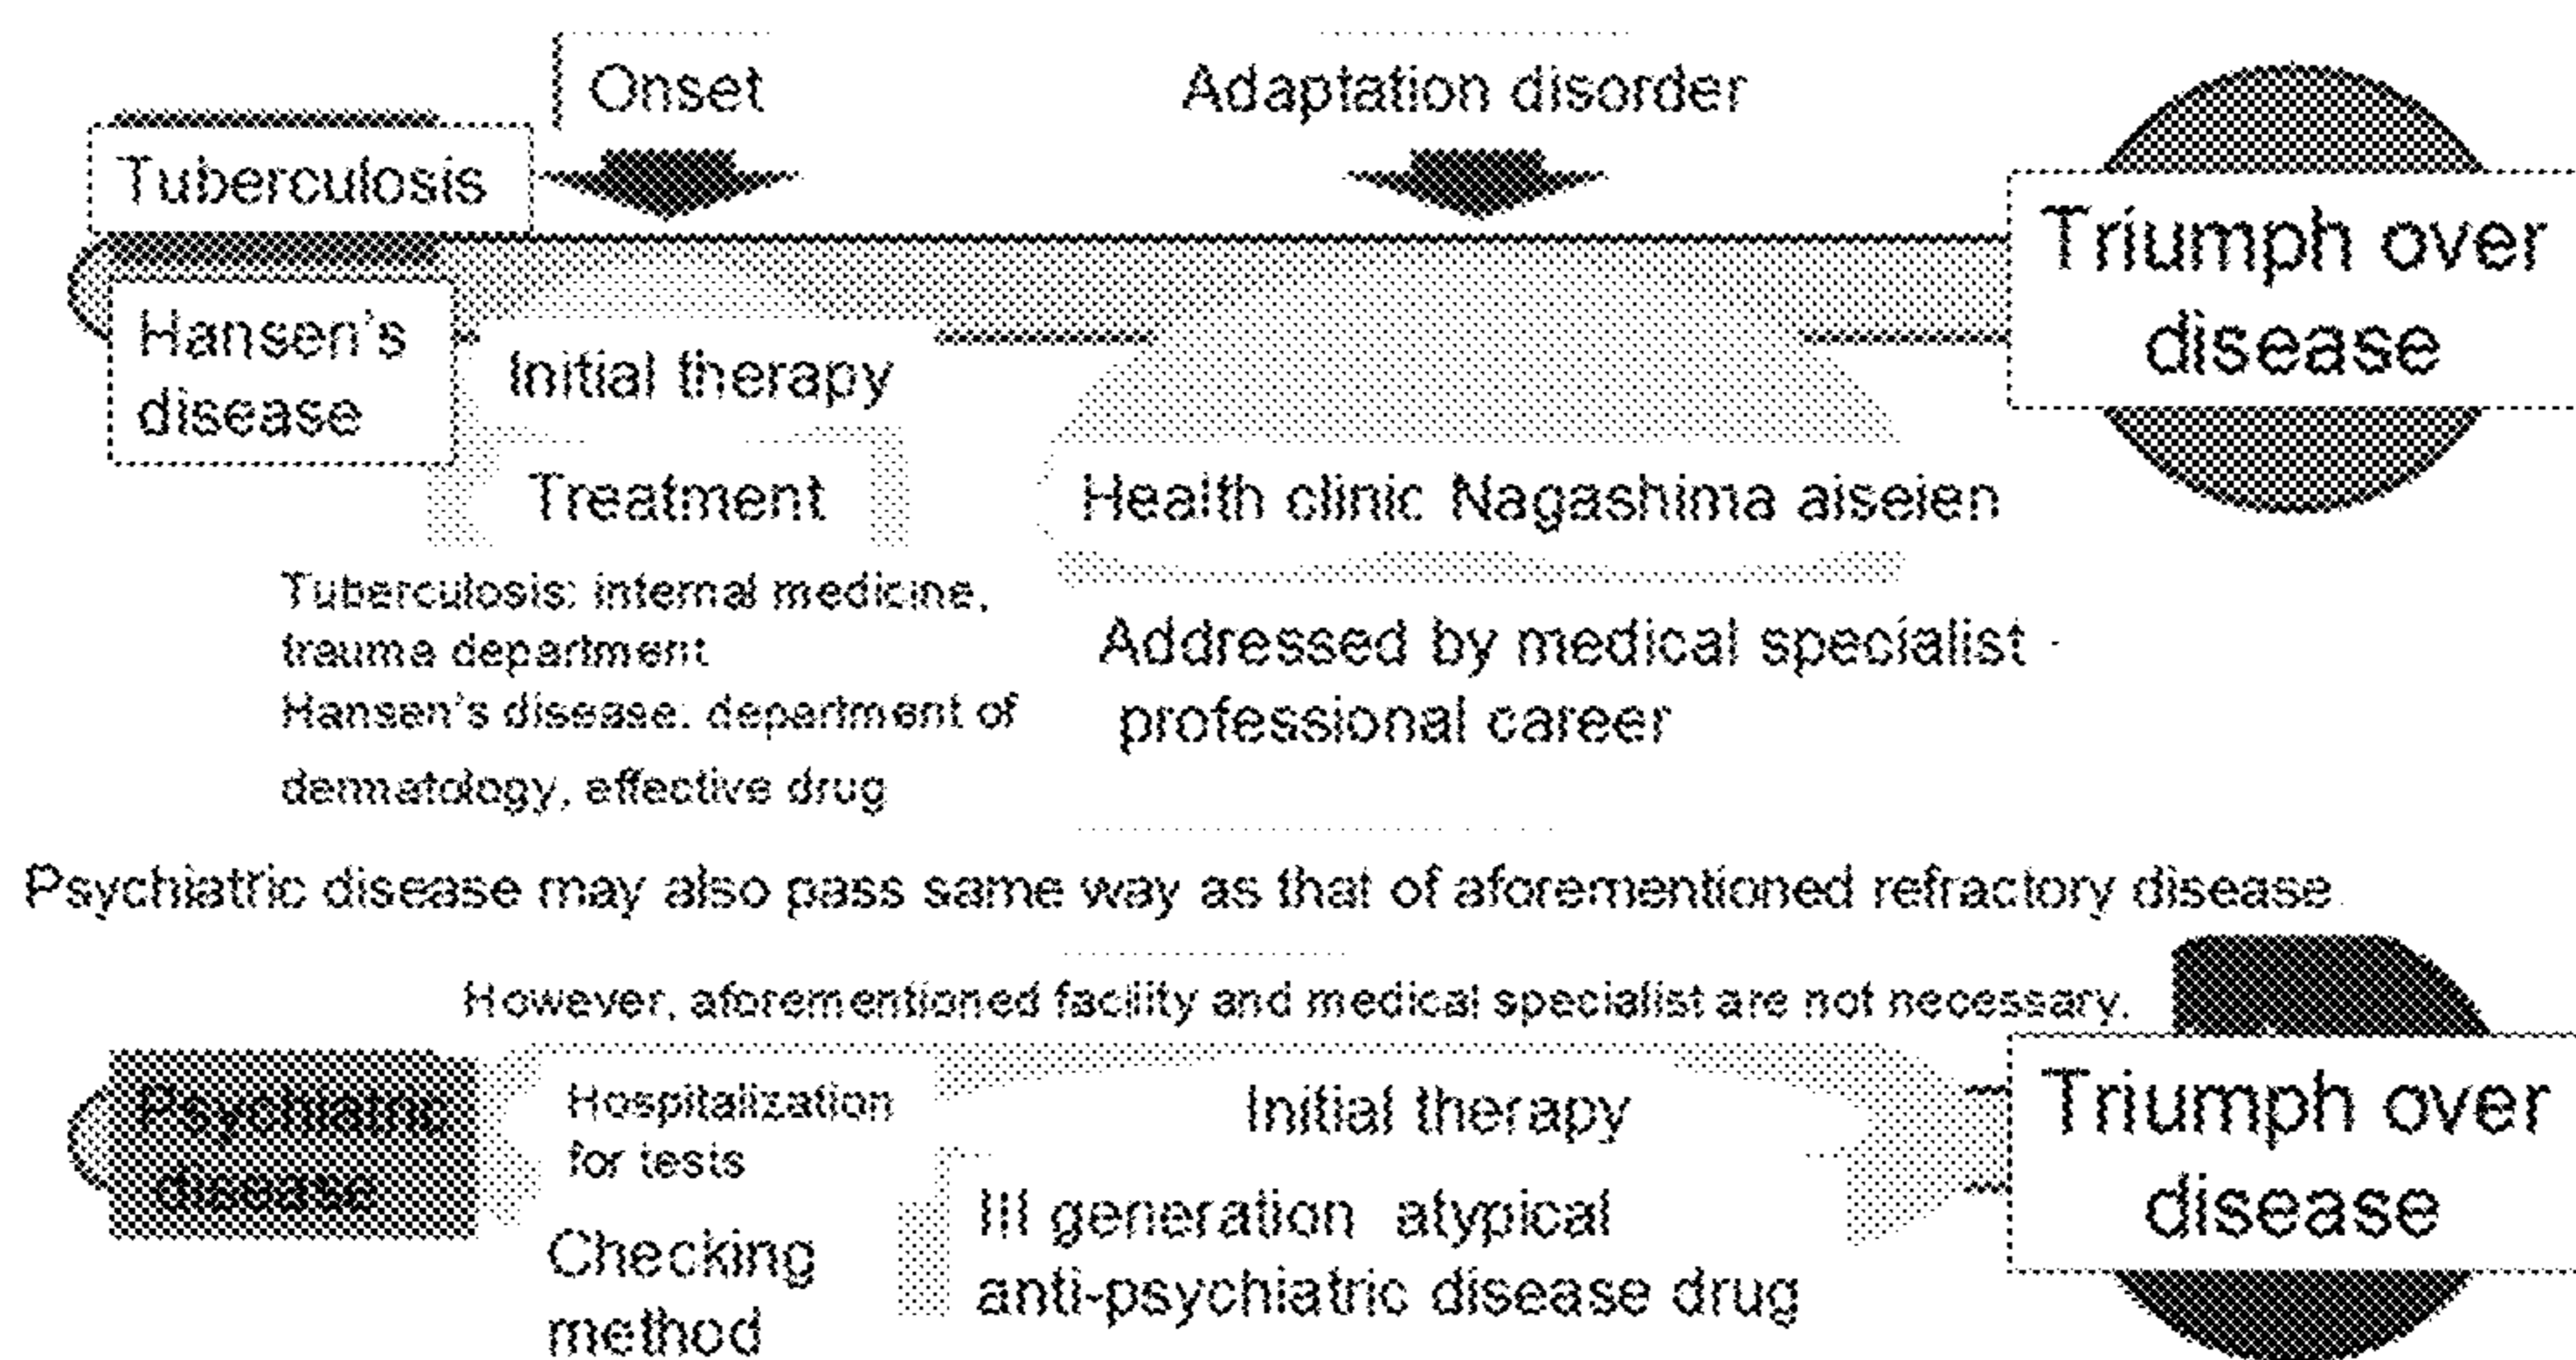 Onset
Adaptation disorder
Tuberculosis
Triumph over
disease
Hansen's
disease
Initial therapy
Treatment
Health clinic Nagashima aiseien
Tuberculosis: internal medicine,
trauma department
Hansen's disease: department of
dermatology, effective drug
Addressed by medical specialist ·
professional career
Psychiatric disease may also pass same way as that of aforementioned refractory disease.
However, aforementioned facility and medical specialist are not necessary.
Psychiatric
disease
Hospitalization
for tests
Checking
method
Initial therapy
III generation atypical
anti-psychiatric disease drug
Triumph over
disease